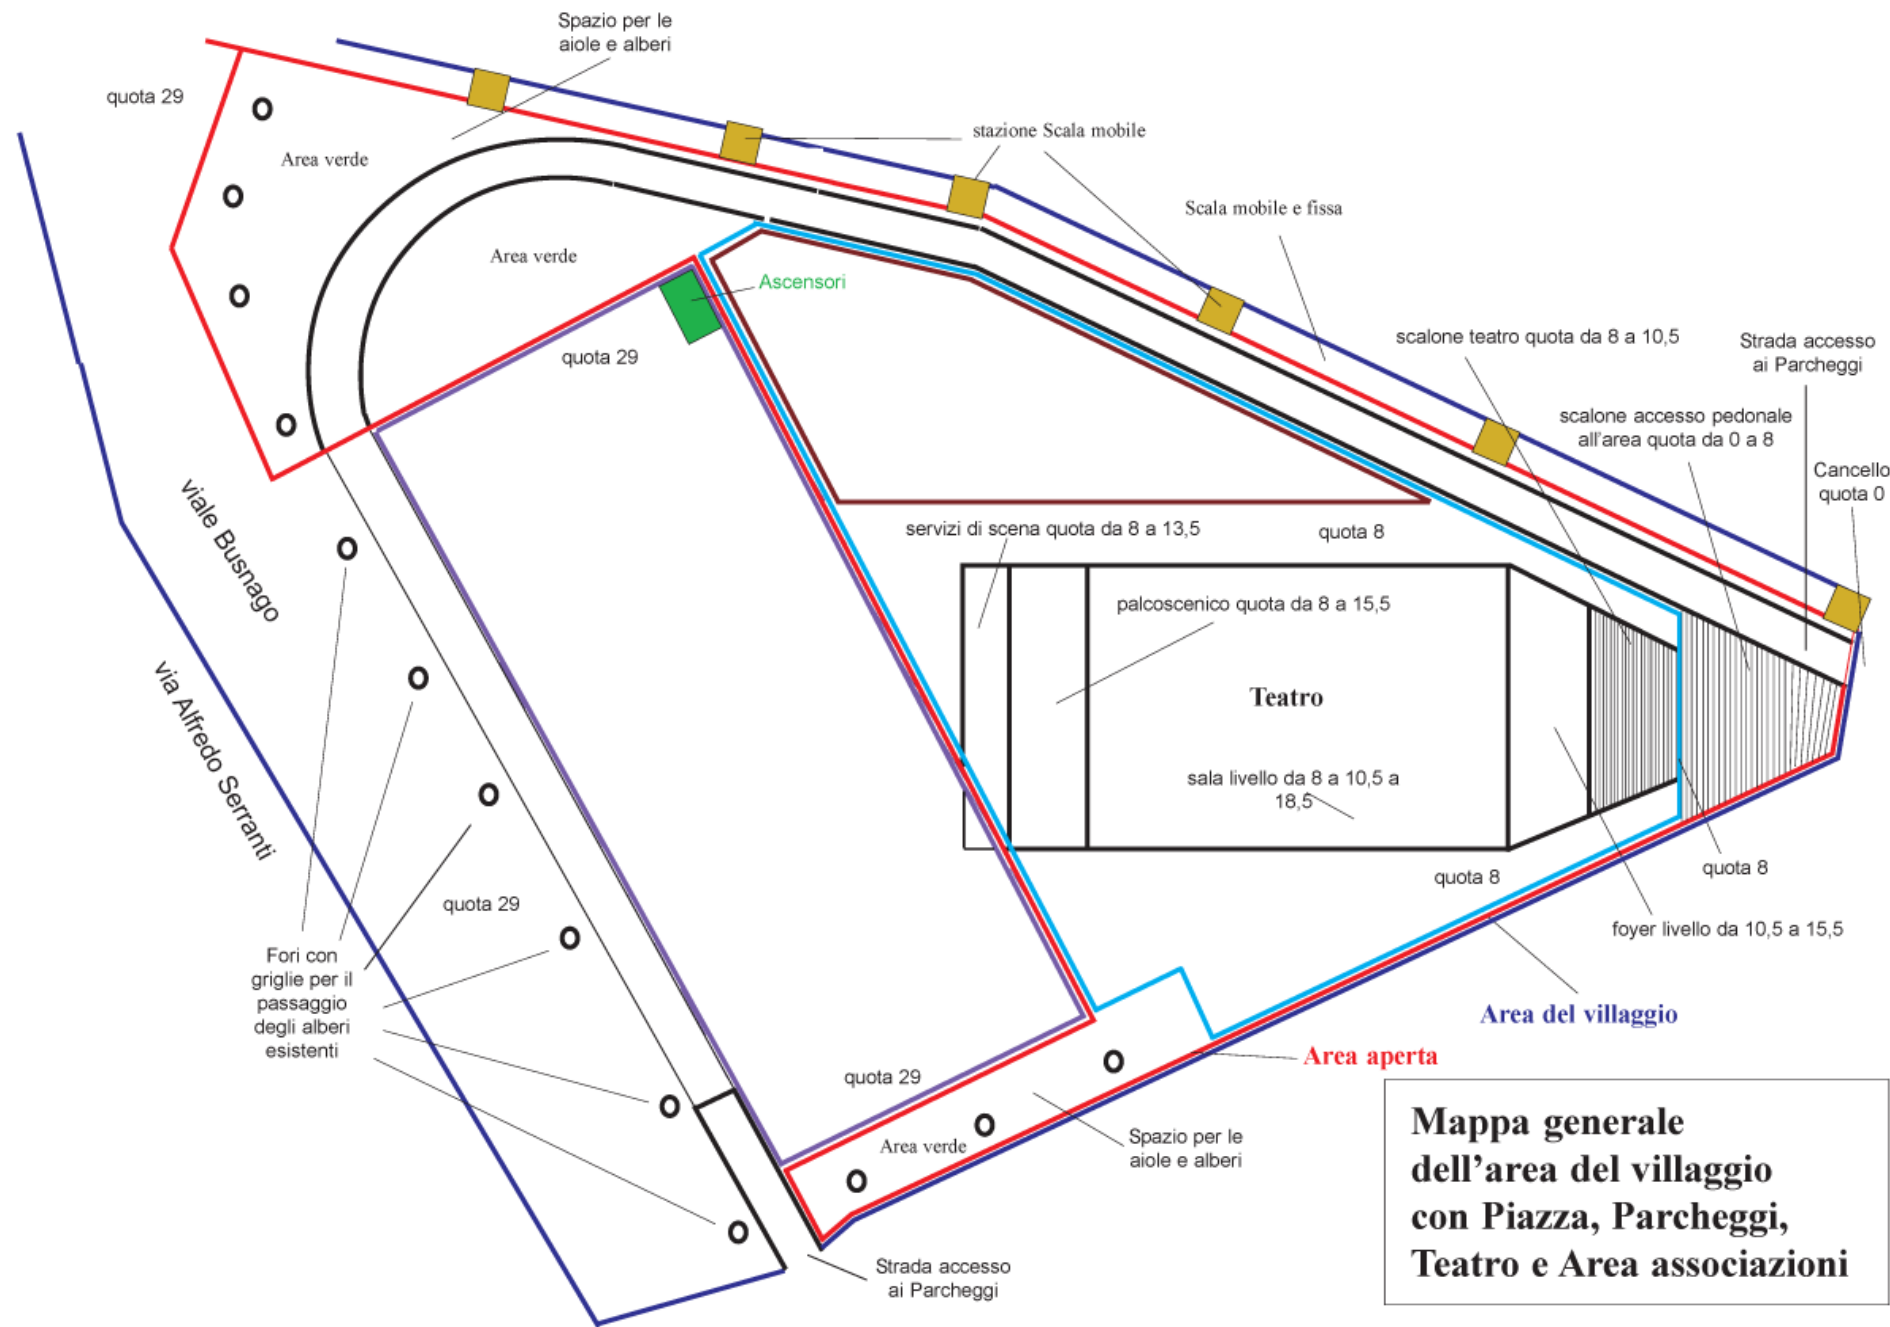 Spazio per le
aiole e alberi
quota 29
stazione Scala mobile
Area verde
Scala mobile e fissa
Area verde
Ascensori
scalone teatro quota da 8 a 10,5
Strada accesso
ai Parcheggi
quota 29
scalone accesso pedonale
all'area quota da 0 a 8
Cancello
quota 0
viale Busnago
servizi di scena quota da 8 a 13,5
quota 8
palcoscenico quota da 8 a 15,5
Teatro
via Alfredo Serranti
sala livello da 8 a 10,5 a
18,5
quota 8
quota 8
quota 29
foyer livello da 10,5 a 15,5
Fori con
griglie per il
passaggio
degli alberi
esistenti
Area del villaggio
Area aperta
quota 29
Area verde
Spazio per le
aiole e alberi
Strada accesso
ai Parcheggi
Mappa generale
dell'area del villaggio
con Piazza, Parcheggi,
Teatro e Area associazioni